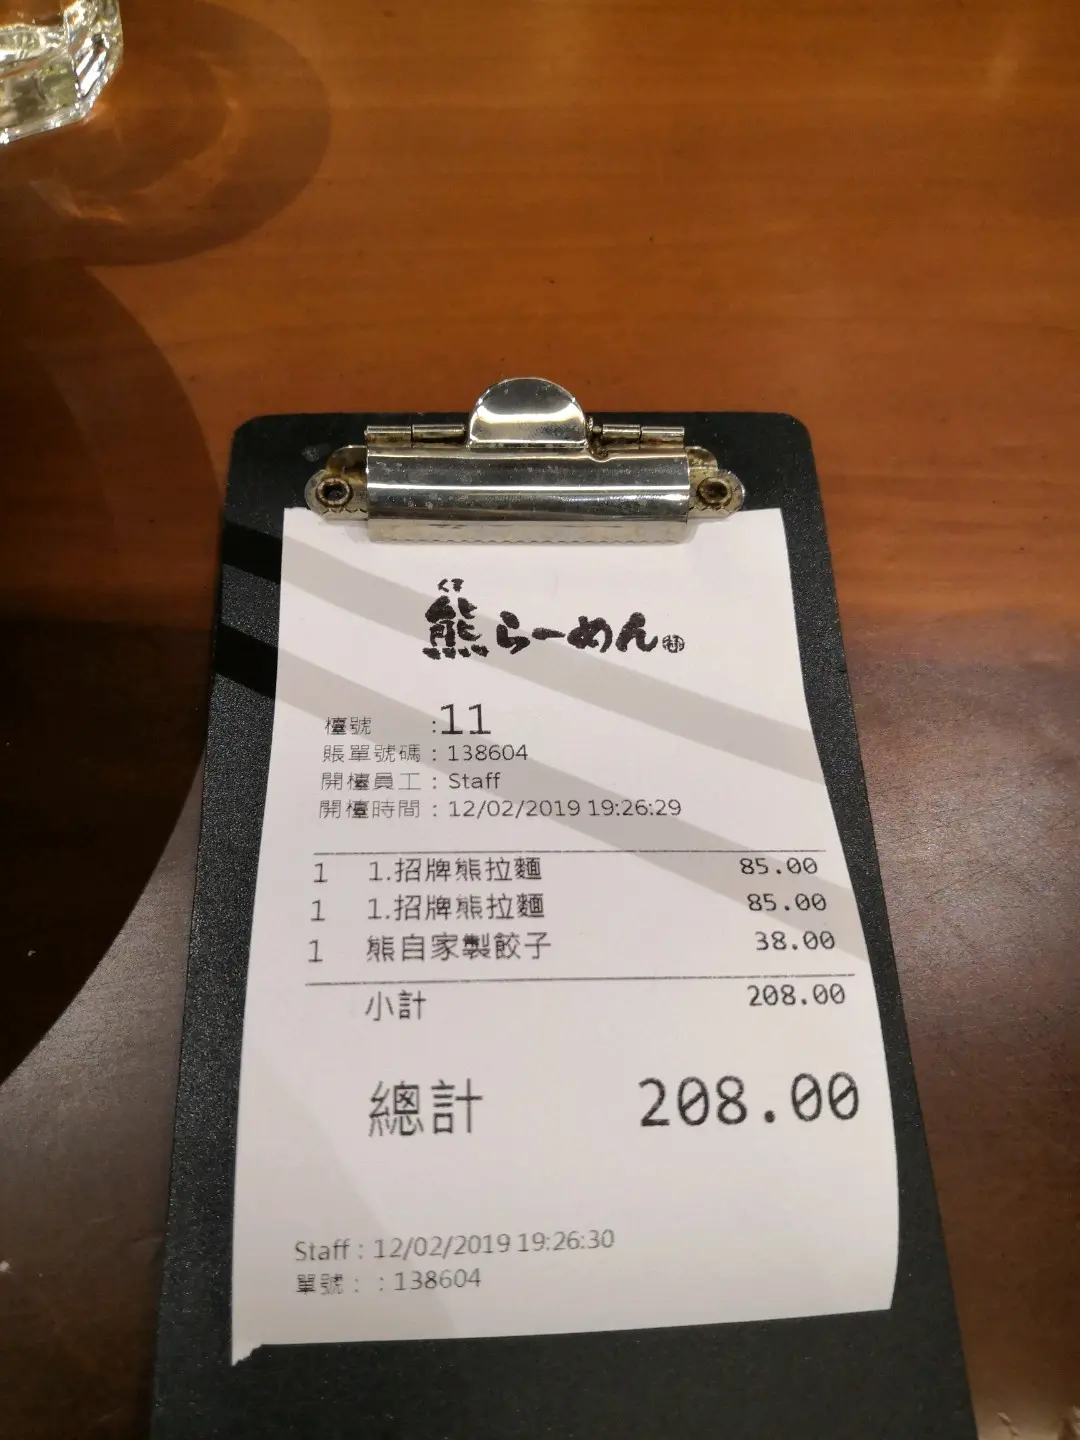 くま
熊らーめん
檯號 :11
賬單號碼 : 138604
開檯員工 : Staff
開檯時間 : 12/02/2019 19:26:29
1 1.招牌熊拉麵 85.00
1 1.招牌熊拉麵 85.00
1 熊自家製餃子 38.00
小計 208.00
總計 208.00
Staff : 12/02/2019 19:26:30
單號： : 138604